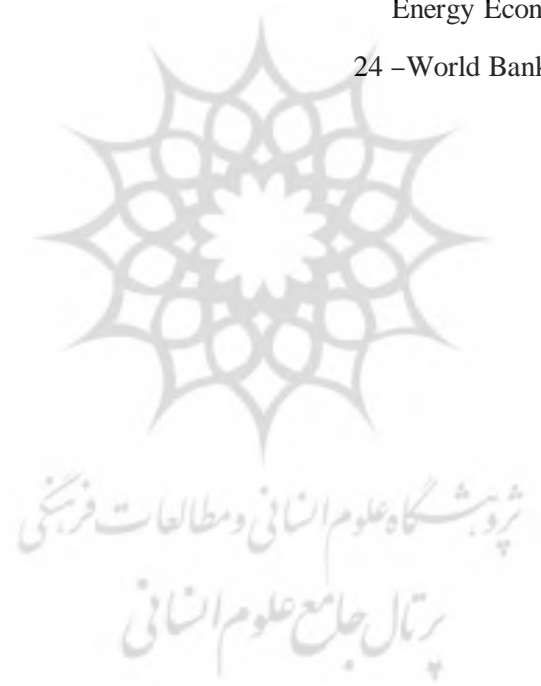 Energy Econ
24 –World Bank
پژوهشگاه علوم انسانی و مطالعات فرهنگی
پرتال جامع علوم انسانی